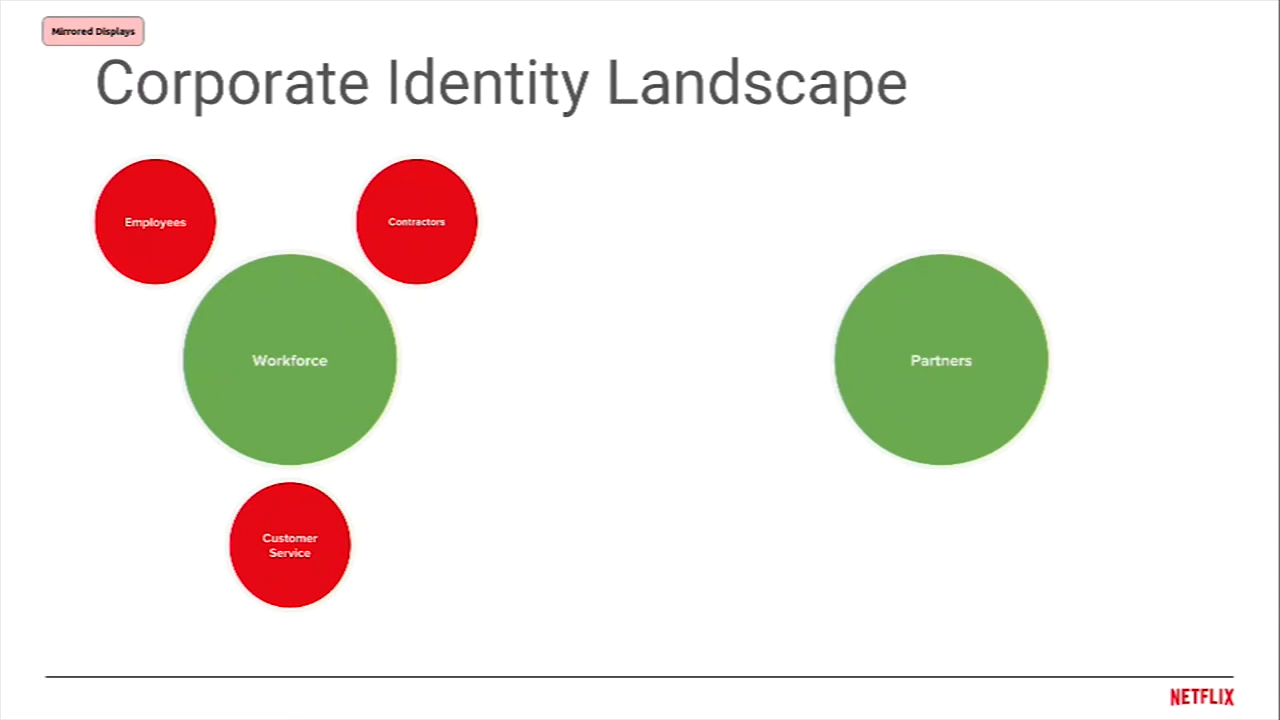 Mirrored Displays
Corporate Identity Landscape
Employees
Contractors
Workforce
Partners
Customer
Service
NETFLIX